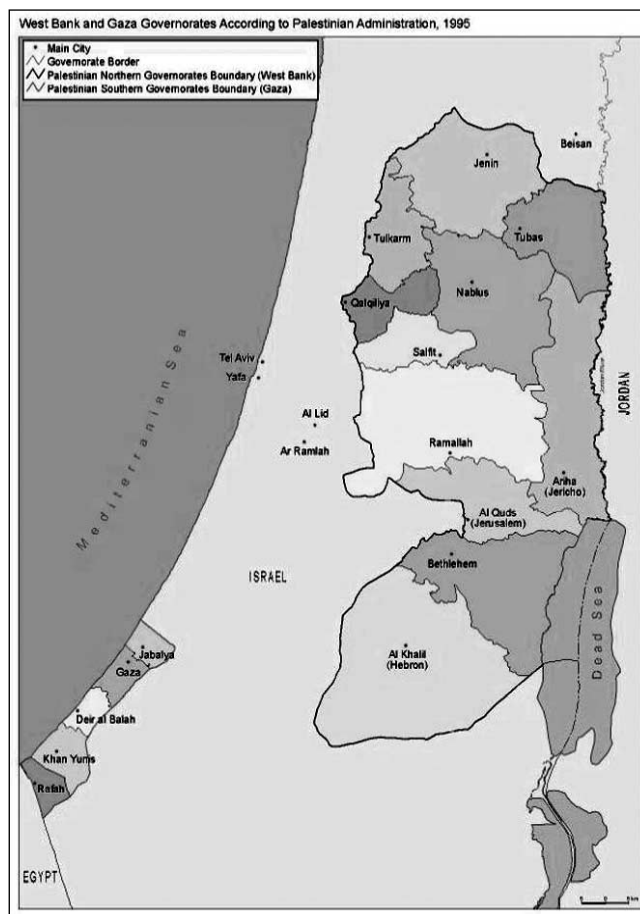 West Bank and Gaza Governorates According to Palestinian Administration, 1995
Main City
Governorate Border
Palestinian Northern Governorates Boundary (West Bank)
Palestinian Southern Governorates Boundary (Gaza)
Beisan
Jenin
Tulkarm
Tubas
Qalqiliya
Nablus
Salfit
Tel Aviv
Yafa
Al Lid
Ar Ramlah
Ramallah
Ariha
(Jericho)
JORDAN
Al Quds
(Jerusalem)
Mediterranian Sea
ISRAEL
Bethlehem
Al Khalil
(Hebron)
Dead Sea
Jabalya
Gaza
Deir al Balah
Khan Yunis
Rafah
EGYPT